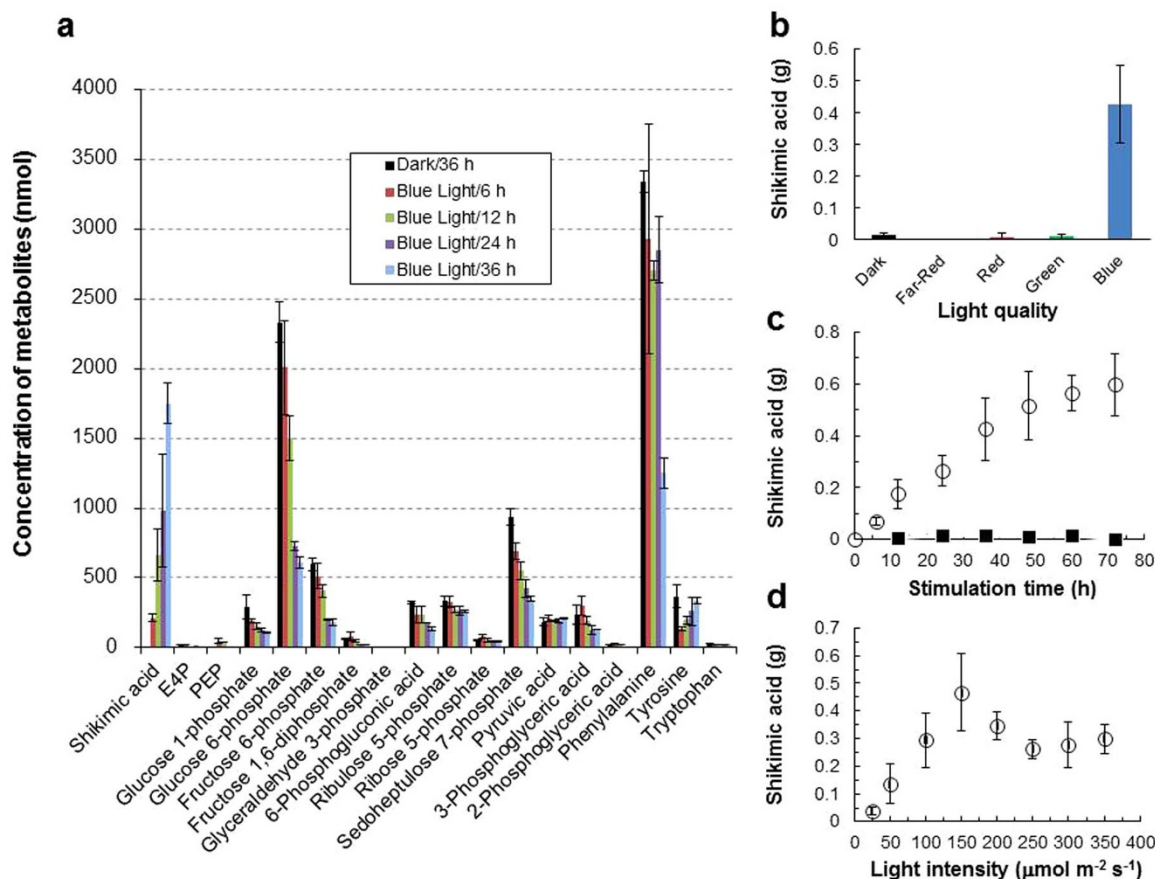 a
Concentration of metabolites (nmol)
4000
3500
3000
2500
2000
1500
1000
500
0
Dark/36 h
Blue Light/6 h
Blue Light/12 h
Blue Light/24 h
Blue Light/36 h
Shikimic acid
E4P
PEP
Glucose 1-phosphate
Glucose 6-phosphate
Fructose 6-phosphate
Fructose 1,6-diphosphate
Glyceraldehyde 3-phosphate
6-Phosphogluconic acid
Ribulose 5-phosphate
Ribose 5-phosphate
Sedoheptulose 7-phosphate
Pyruvic acid
3-Phosphoglyceric acid
2-Phosphoglyceric acid
Phenylalanine
Tyrosine
Tryptophan
b
Shikimic acid (g)
0.6
0.5
0.4
0.3
0.2
0.1
0
Dark
Far-Red
Red
Green
Blue
Light quality
c
Shikimic acid (g)
0.8
0.6
0.4
0.2
0
0 10 20 30 40 50 60 70 80
Stimulation time (h)
d
Shikimic acid (g)
0.7
0.6
0.5
0.4
0.3
0.2
0.1
0
0 50 100 150 200 250 300 350 400
Light intensity (μmol m⁻² s⁻¹)